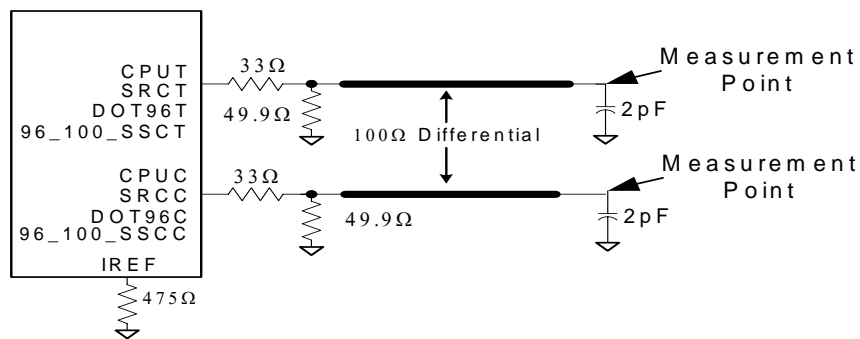 CPUT
SRCT
DOT96T
96_100_SSCT
CPUC
SRCC
DOT96C
96_100_SSCC
IREF
33Ω
49.9Ω
100Ω Differential
33Ω
49.9Ω
475Ω
Measurement
Point
2pF
Measurement
Point
2pF